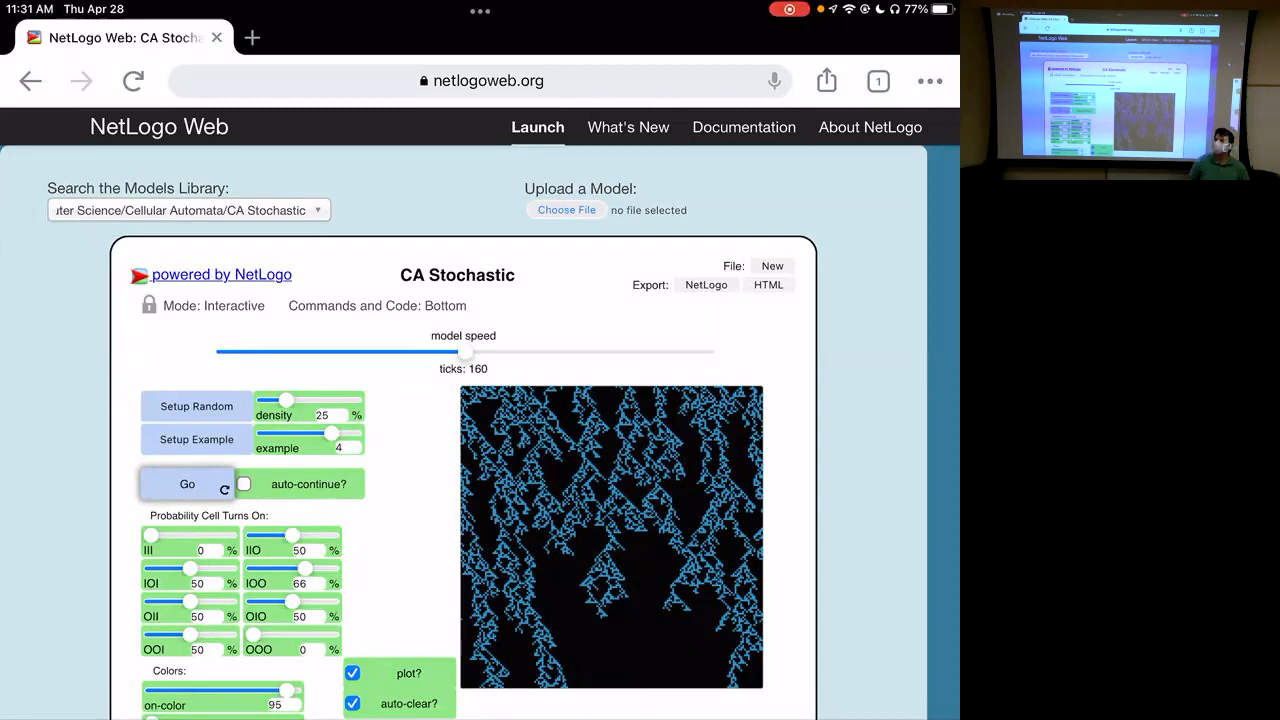 11:31 AM Thu Apr 28
77%
NetLogo Web: CA Stocha
netlogoweb.org
1
NetLogo Web
Launch What's New Documentation About NetLogo
Search the Models Library:
Upload a Model:
ter Science/Cellular Automata/CA Stochastic
Choose File no file selected
powered by NetLogo
CA Stochastic
File: New
Export: NetLogo HTML
Mode: Interactive Commands and Code: Bottom
model speed
ticks: 160
Setup Random
density 25 %
Setup Example
example 4
Go
auto-continue?
Probability Cell Turns On:
III 0 % IIO 50 %
IOI 50 % IOO 66 %
OII 50 % OIO 50 %
OOI 50 % OOO 0 %
Colors:
plot?
on-color 95
auto-clear?
CA Stochastic